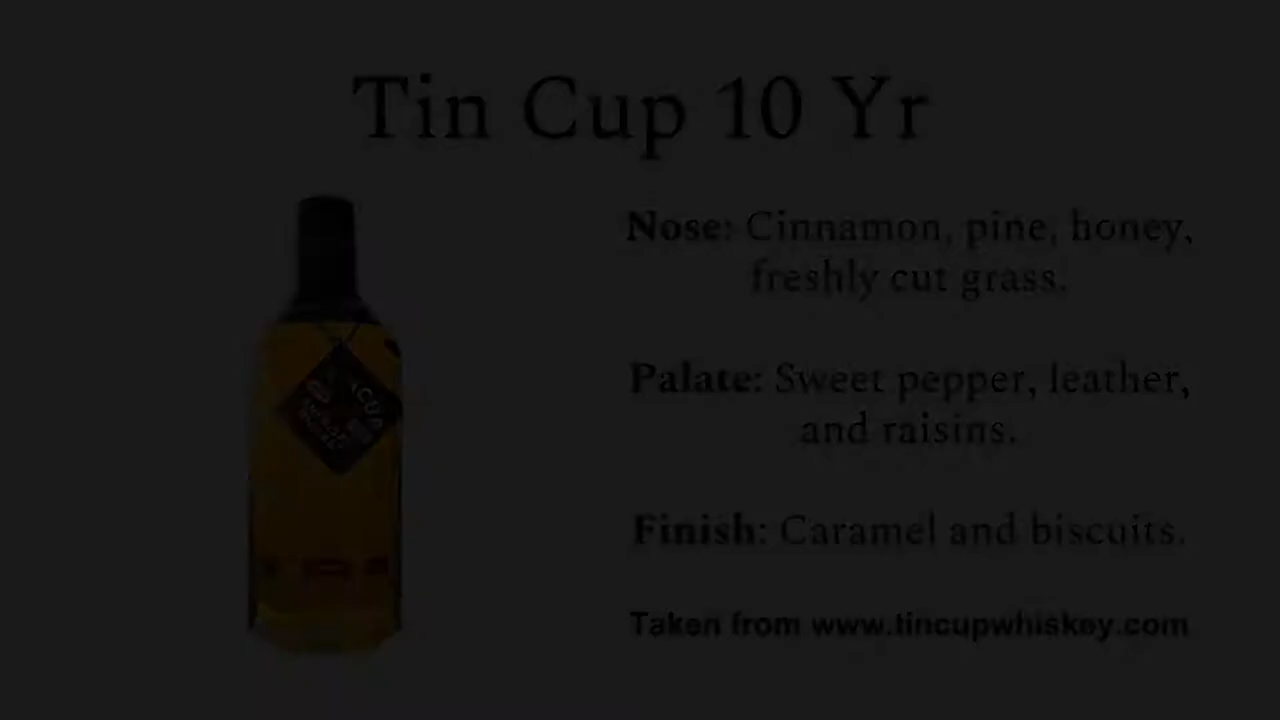 Tin Cup 10 Yr
Nose: Cinnamon, pine, honey,
freshly cut grass.
Palate: Sweet pepper, leather,
and raisins.
Finish: Caramel and biscuits.
Taken from www.tincupwhiskey.com